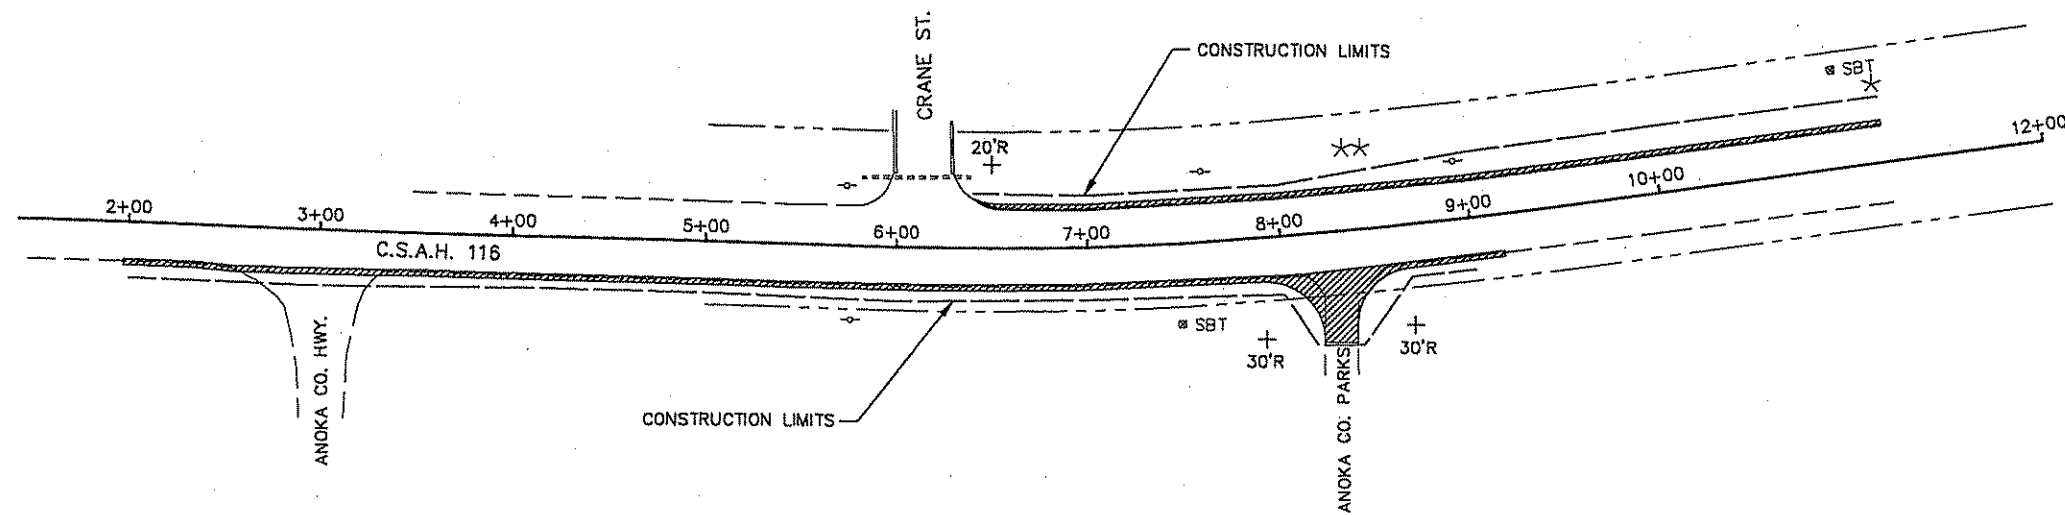 CRANE ST.
CONSTRUCTION LIMITS
SBT
20'R
12+00
2+00
3+00
4+00
5+00
6+00
7+00
8+00
9+00
10+00
C.S.A.H. 116
SBT
30'R
30'R
ANOKA CO. HWY.
CONSTRUCTION LIMITS
ANOKA CO. PARKS